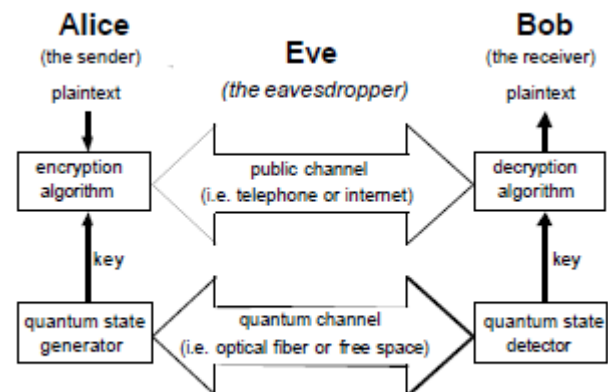 Alice
(the sender)
plaintext
Eve
(the eavesdropper)
Bob
(the receiver)
plaintext
encryption
algorithm
public channel
(i.e. telephone or internet)
decryption
algorithm
key
key
quantum state
generator
quantum channel
(i.e. optical fiber or free space)
quantum state
detector